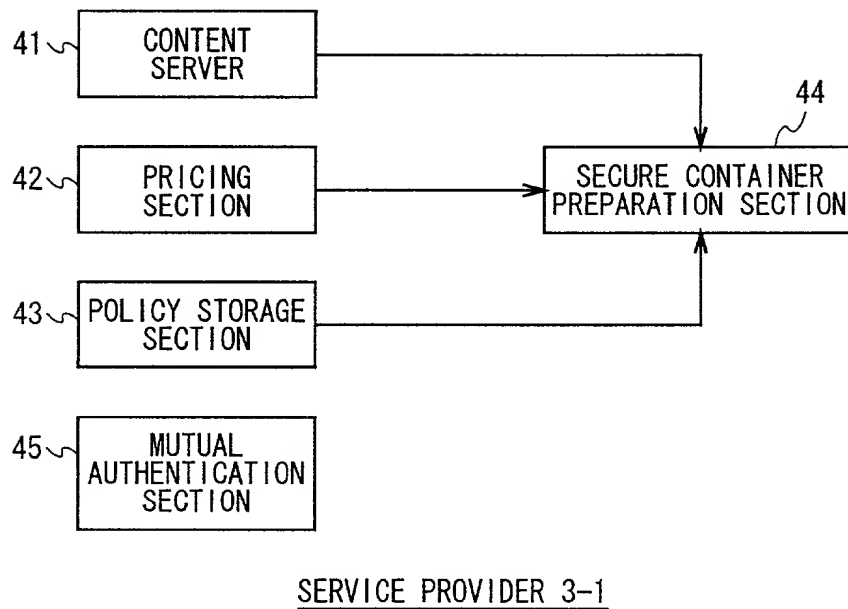 41
CONTENT
SERVER
44
42
PRICING
SECTION
SECURE CONTAINER
PREPARATION SECTION
43
POLICY STORAGE
SECTION
45
MUTUAL
AUTHENTICATION
SECTION
SERVICE PROVIDER 3-1